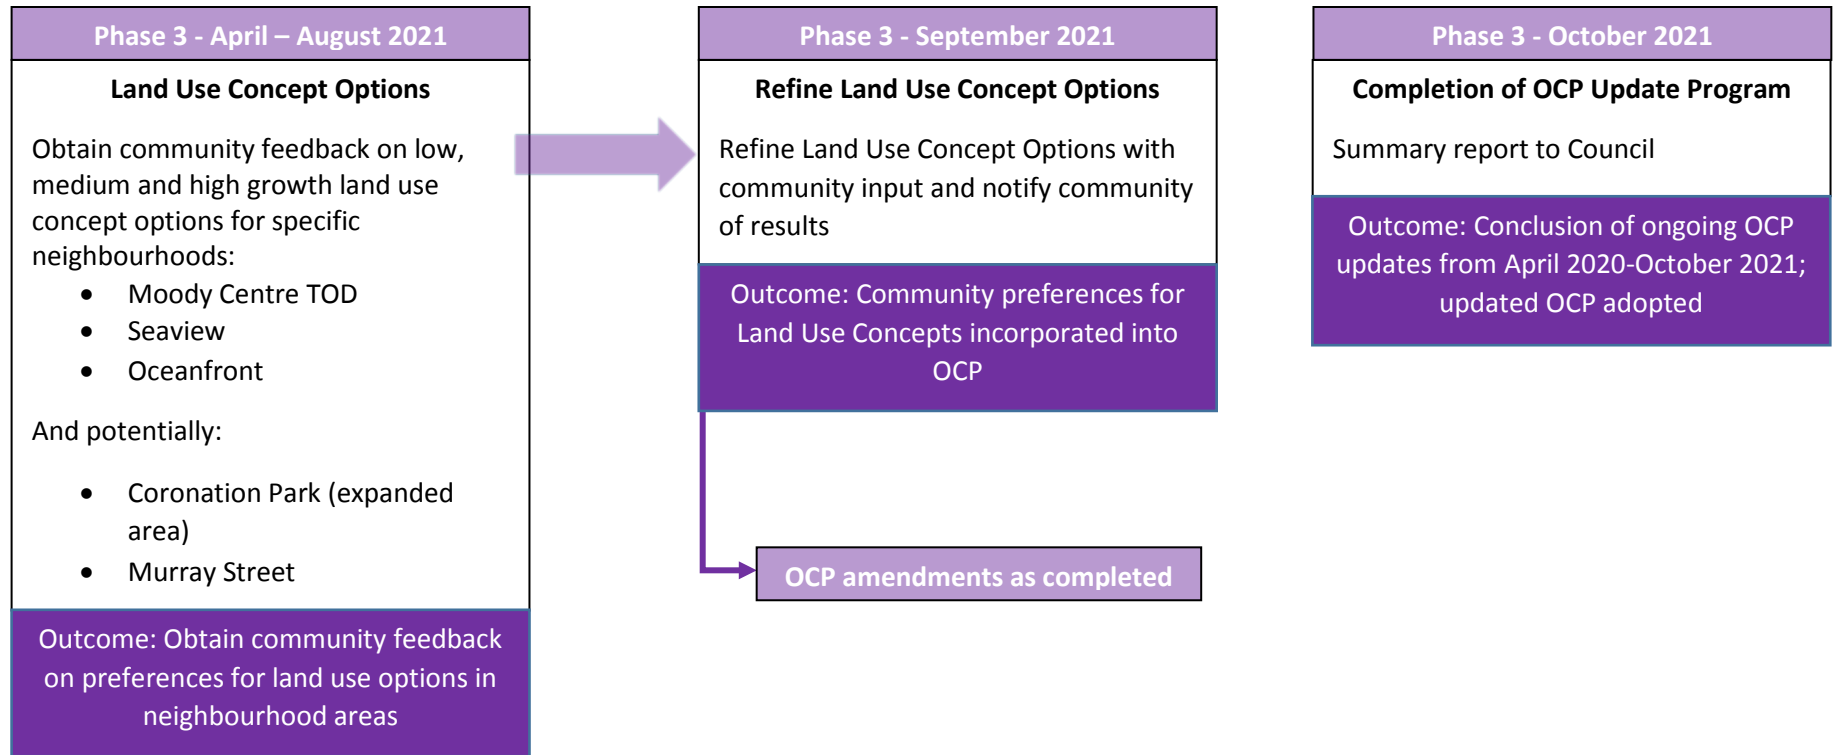 Phase 3 - April – August 2021
Land Use Concept Options
Obtain community feedback on low,
medium and high growth land use
concept options for specific
neighbourhoods:
• Moody Centre TOD
• Seaview
• Oceanfront
And potentially:
• Coronation Park (expanded
area)
• Murray Street
Outcome: Obtain community feedback
on preferences for land use options in
neighbourhood areas
Phase 3 - September 2021
Refine Land Use Concept Options
Refine Land Use Concept Options with
community input and notify community
of results
Outcome: Community preferences for
Land Use Concepts incorporated into
OCP
OCP amendments as completed
Phase 3 - October 2021
Completion of OCP Update Program
Summary report to Council
Outcome: Conclusion of ongoing OCP
updates from April 2020-October 2021;
updated OCP adopted